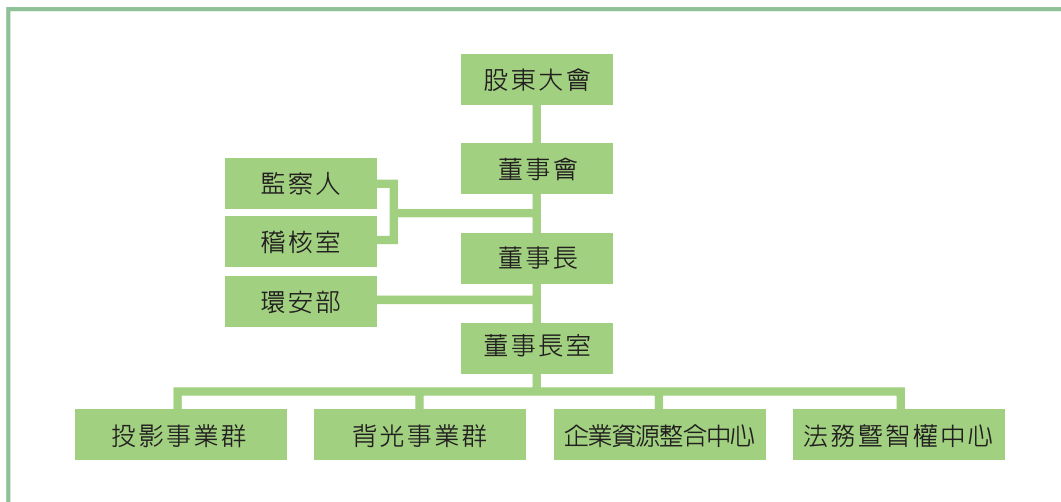 股東大會
董事會
監察人
稽核室
董事長
環安部
董事長室
投影事業群
背光事業群
企業資源整合中心
法務暨智權中心